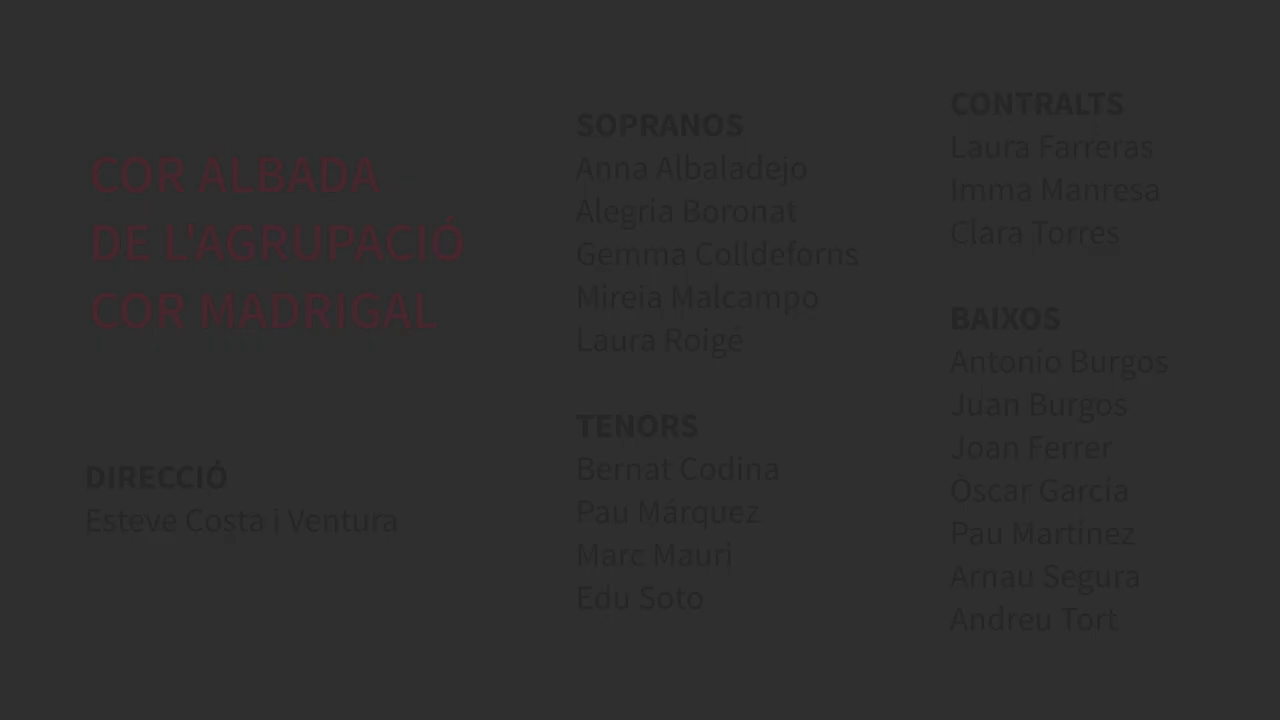 COR ALBADA
DE L'AGRUPACIÓ
COR MADRIGAL
DIRECCIÓ
Esteve Costa i Ventura
SOPRANOS
Anna Albaladejo
Alegria Boronat
Gemma Colldeforns
Mireia Malcampo
Laura Roigé
TENORS
Bernat Codina
Pau Márquez
Marc Mauri
Edu Soto
CONTRALTS
Laura Farreras
Imma Manresa
Clara Torres
BAIXOS
Antonio Burgos
Juan Burgos
Joan Ferrer
Òscar García
Pau Martínez
Arnau Segura
Andreu Tort